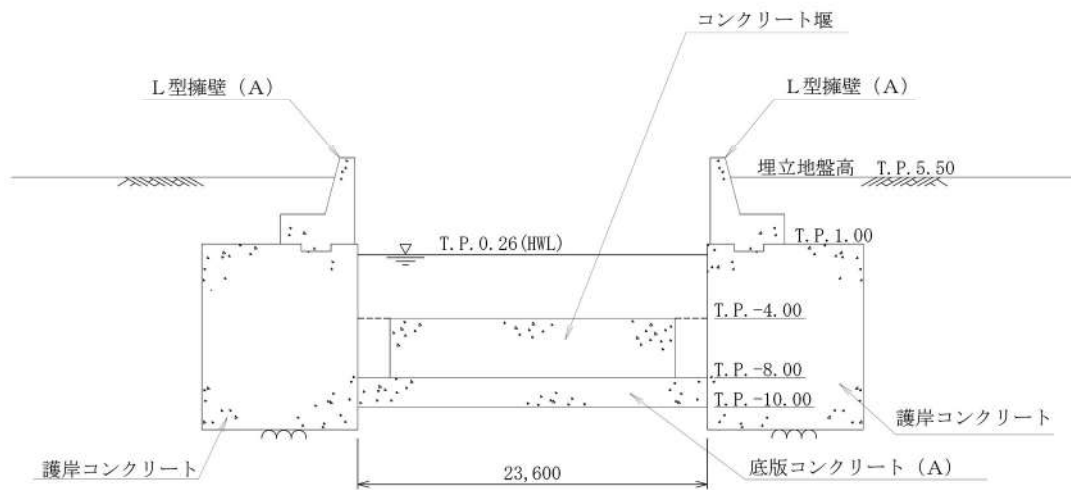 コンクリート堰
L型擁壁（A）
L型擁壁（A）
埋立地盤高 T.P.5.50
T.P.0.26(HWL)
T.P.1.00
T.P.-4.00
T.P.-8.00
T.P.-10.00
護岸コンクリート
護岸コンクリート
23,600
底版コンクリート（A）